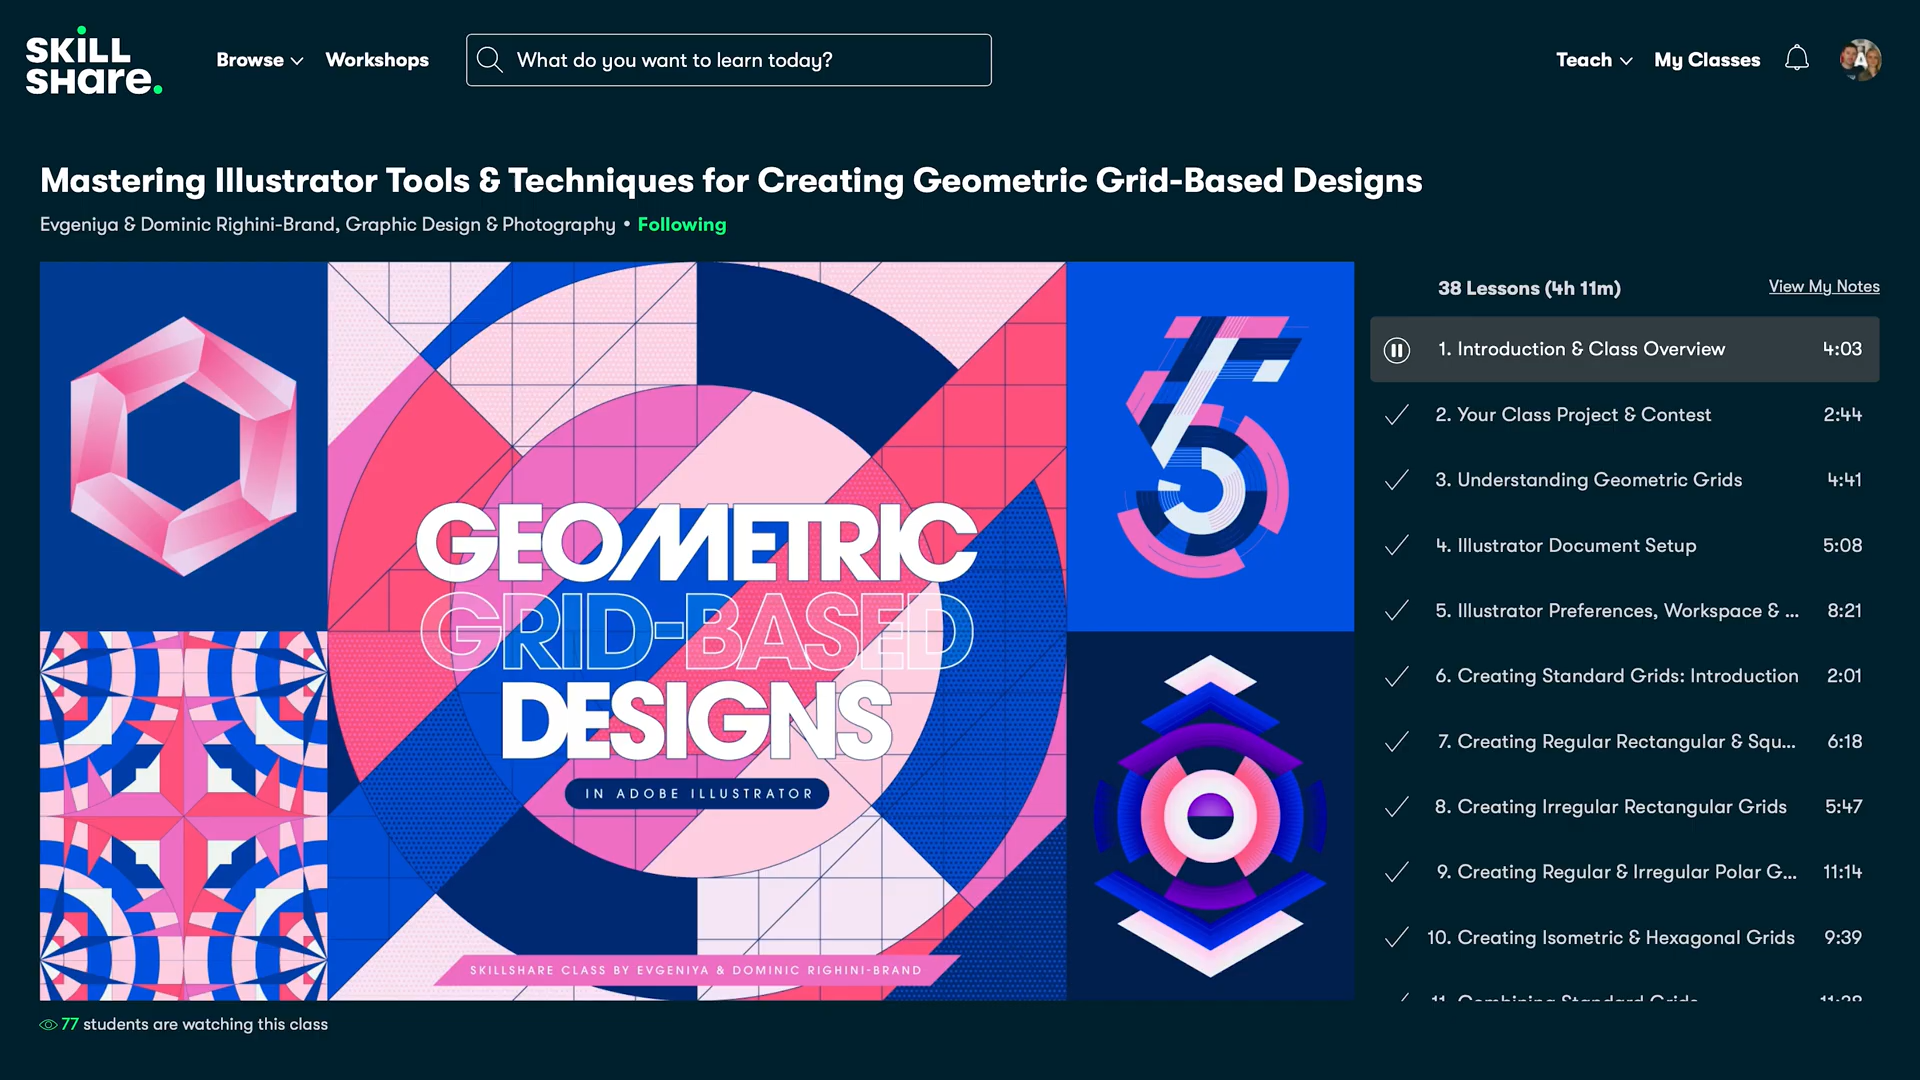 SKILL
SHare.
Browse
Workshops
What do you want to learn today?
Teach
My Classes
A
Mastering Illustrator Tools & Techniques for Creating Geometric Grid-Based Designs
Evgeniya & Dominic Righini-Brand, Graphic Design & Photography • Following
GEOMETRIC
GRID-BASED
DESIGNS
IN ADOBE ILLUSTRATOR
SKILLSHARE CLASS BY EVGENIYA & DOMINIC RIGHINI-BRAND
77 students are watching this class
38 Lessons (4h 11m)
View My Notes
1. Introduction & Class Overview 4:03
2. Your Class Project & Contest 2:44
3. Understanding Geometric Grids 4:41
4. Illustrator Document Setup 5:08
5. Illustrator Preferences, Workspace & ... 8:21
6. Creating Standard Grids: Introduction 2:01
7. Creating Regular Rectangular & Squ... 6:18
8. Creating Irregular Rectangular Grids 5:47
9. Creating Regular & Irregular Polar G... 11:14
10. Creating Isometric & Hexagonal Grids 9:39
11. Combining Standard Grids